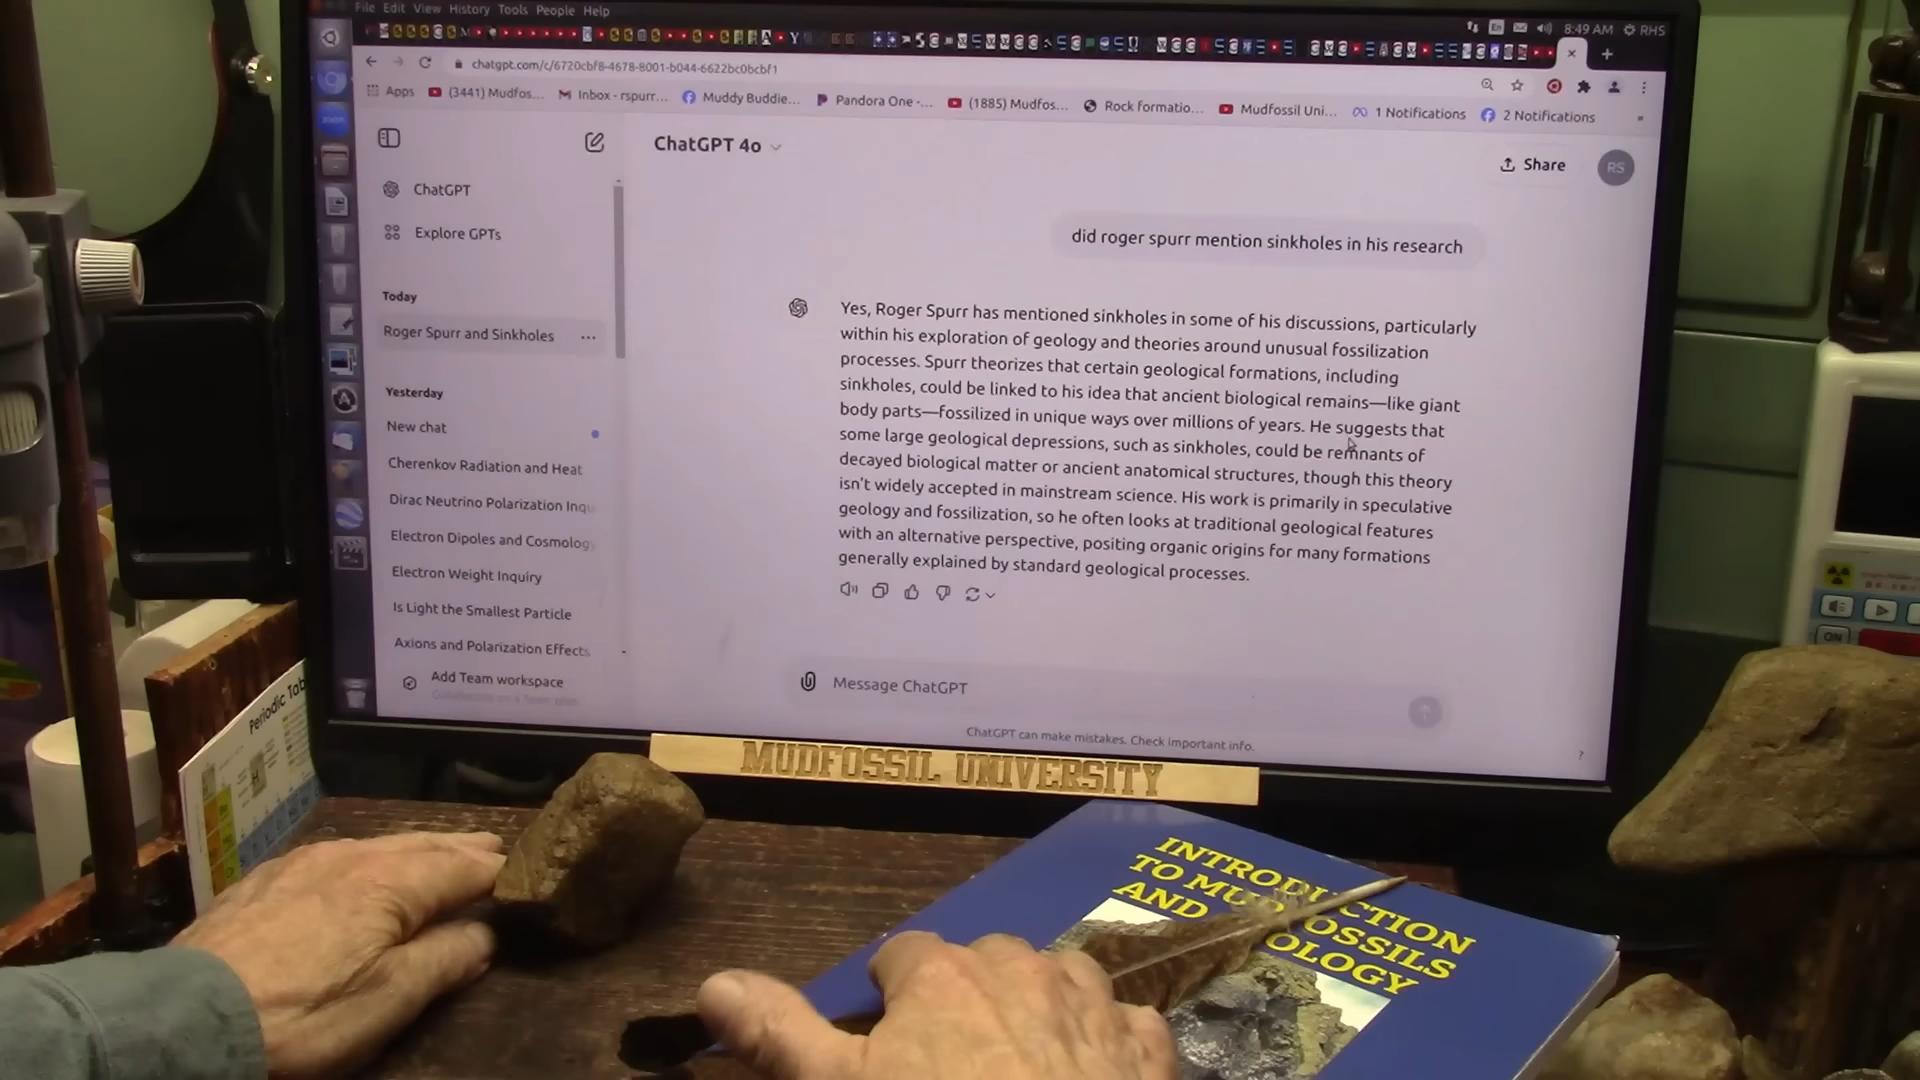 File Edit View History Tools People Help
8:49 AM RHS
chatgpt.com/c/6720cbf8-4678-8001-b044-6622bc0bcbf1
Apps (3441) Mudfos... Inbox - rspurr... Muddy Buddie... Pandora One -... (1885) Mudfos... Rock formatio... Mudfossil Uni... 1 Notifications 2 Notifications
ChatGPT 4o
Share
RS
ChatGPT
Explore GPTs
Today
Roger Spurr and Sinkholes ...
Yesterday
New chat
Cherenkov Radiation and Heat
Dirac Neutrino Polarization Inqu
Electron Dipoles and Cosmology
Electron Weight Inquiry
Is Light the Smallest Particle
Axions and Polarization Effects
Add Team workspace
did roger spurr mention sinkholes in his research
Yes, Roger Spurr has mentioned sinkholes in some of his discussions, particularly
within his exploration of geology and theories around unusual fossilization
processes. Spurr theorizes that certain geological formations, including
sinkholes, could be linked to his idea that ancient biological remains—like giant
body parts—fossilized in unique ways over millions of years. He suggests that
some large geological depressions, such as sinkholes, could be remnants of
decayed biological matter or ancient anatomical structures, though this theory
isn't widely accepted in mainstream science. His work is primarily in speculative
geology and fossilization, so he often looks at traditional geological features
with an alternative perspective, positing organic origins for many formations
generally explained by standard geological processes.
Message ChatGPT
ChatGPT can make mistakes. Check important info.
?
MUDFOSSIL UNIVERSITY
Periodic Tab
H
ON
INTRODUCTION
TO MUDFOSSILS
AND OLOGY